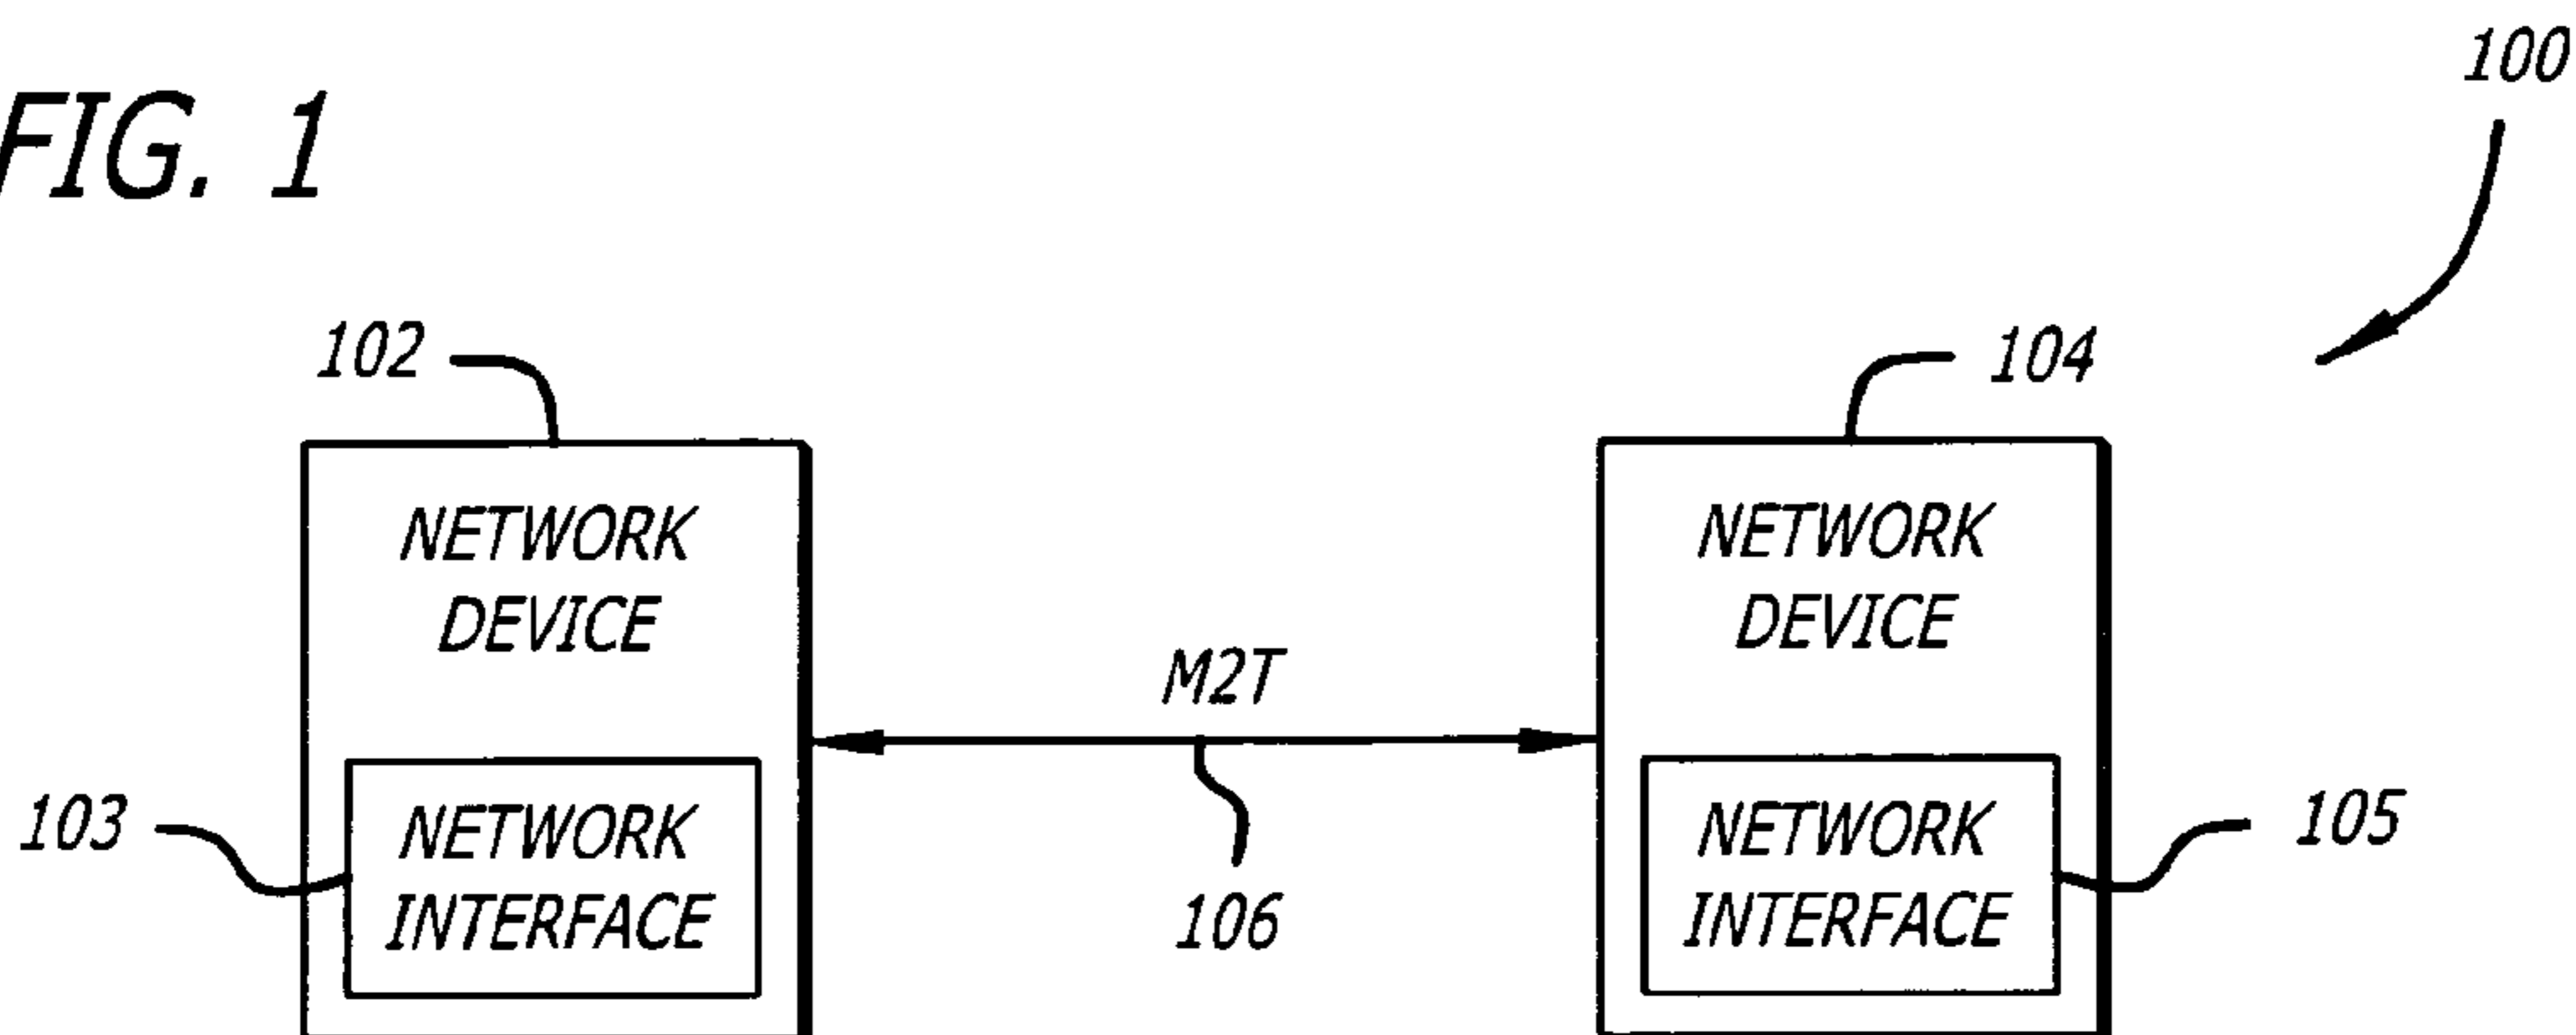 FIG. 1
100
102
104
NETWORK
DEVICE
NETWORK
DEVICE
M2T
103
NETWORK
INTERFACE
106
NETWORK
INTERFACE
105